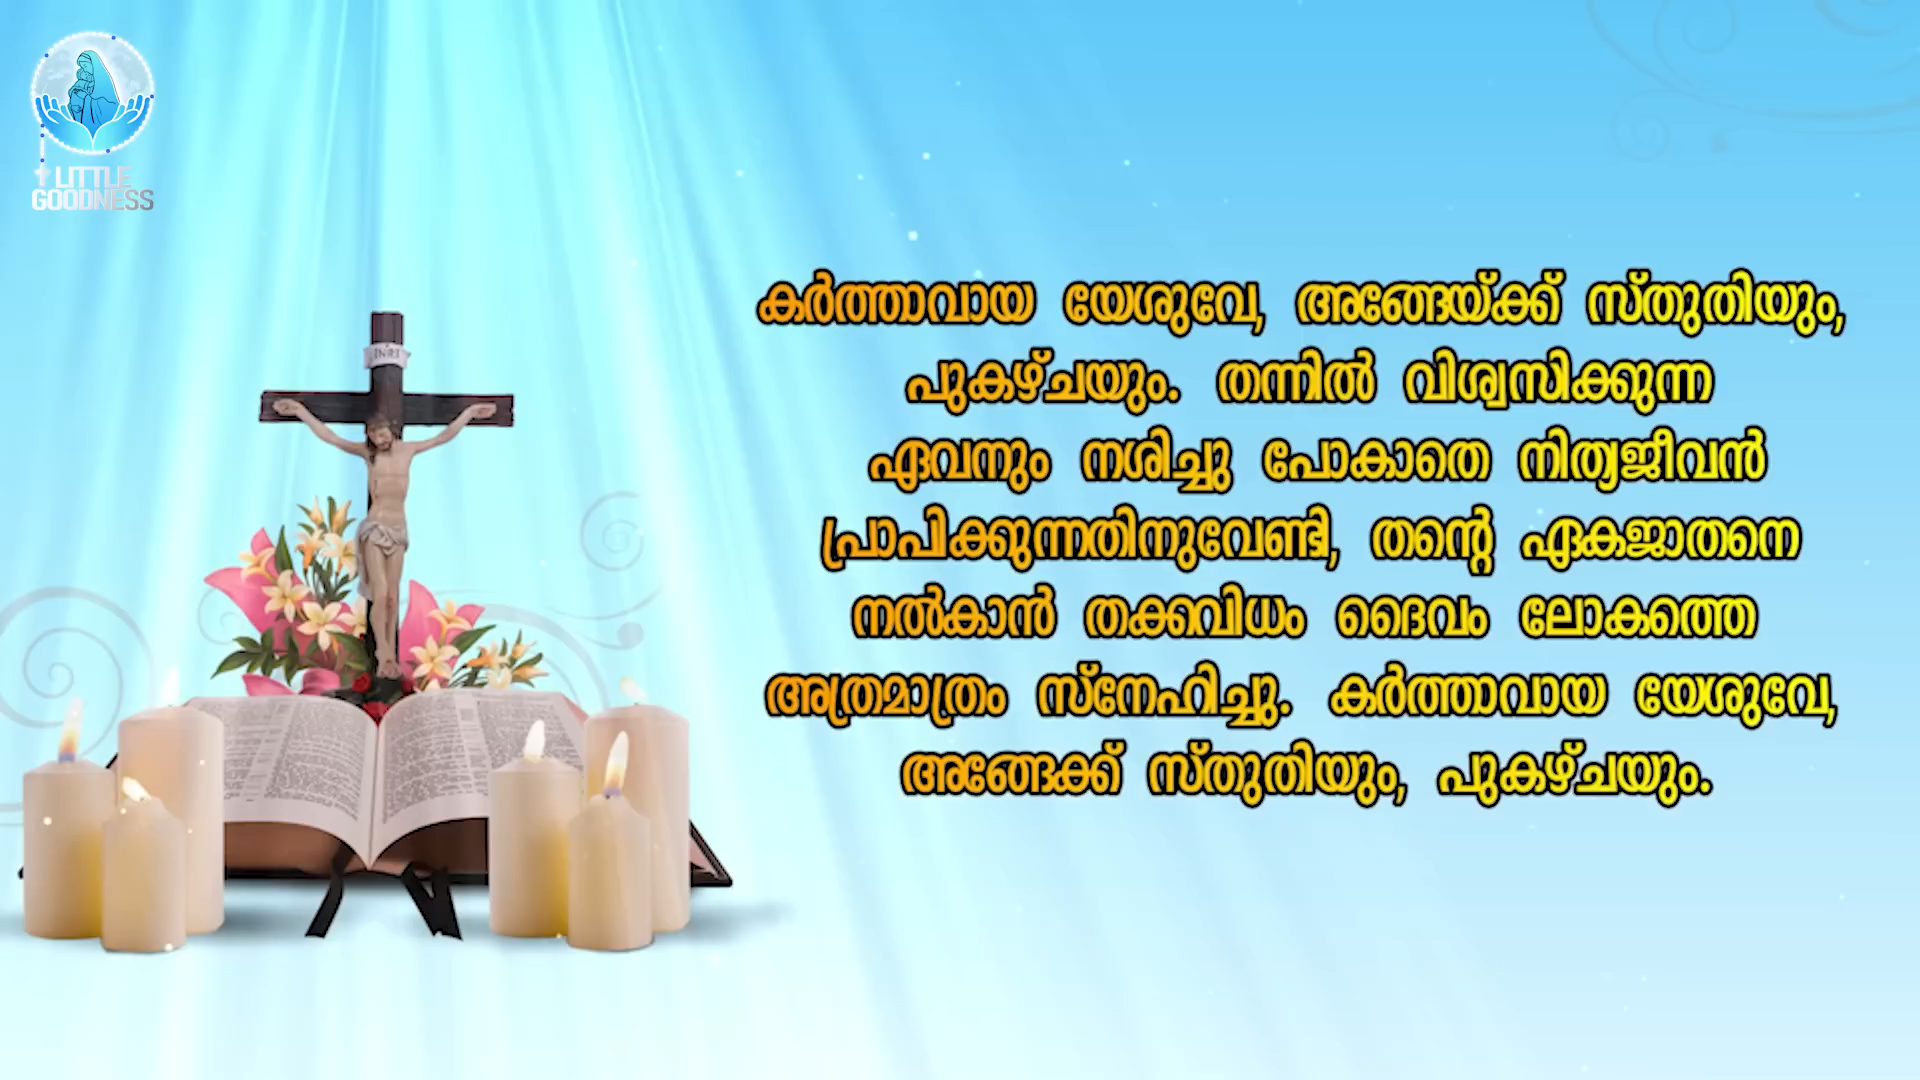 LITTLE
GOODNESS
INRI
കർത്താവായ യേശുവേ, അങ്ങേയ്ക്ക് സ്തുതിയും,
പുകഴ്ചയും. തന്നിൽ വിശ്വസിക്കുന്ന
ഏവനും നശിച്ചു പോകാതെ നിത്യജീവൻ
പ്രാപിക്കുന്നതിനുവേണ്ടി, തന്റെ ഏകജാതനെ
നൽകാൻ തക്കവിധം ദൈവം ലോകത്തെ
അത്രമാത്രം സ്നേഹിച്ചു. കർത്താവായ യേശുവേ,
അങ്ങേക്ക് സ്തുതിയും, പുകഴ്ചയും.